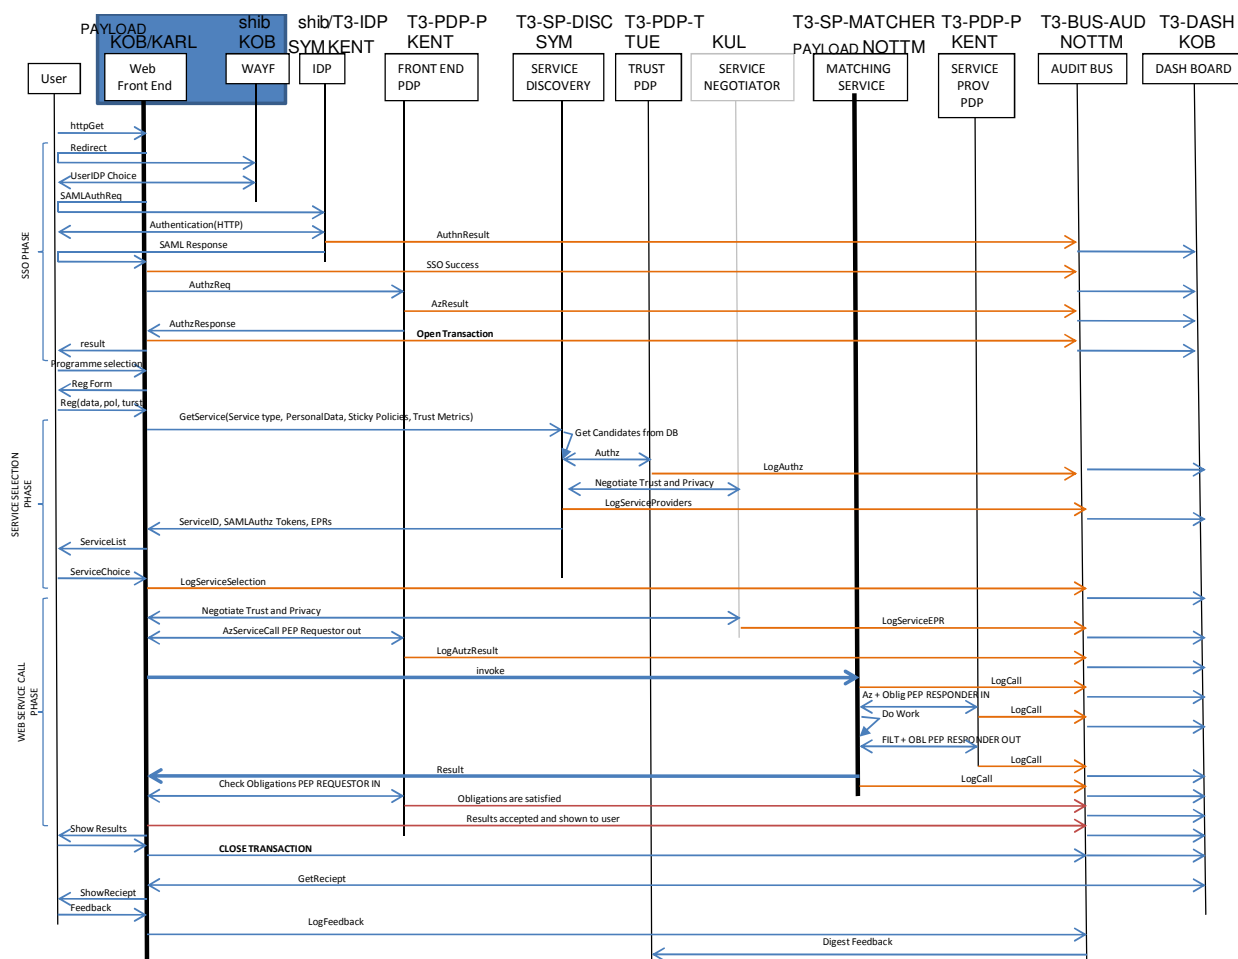 PAYLOAD
KOB/KARL
shib
KOB
shib/T3-IDP
SYM KENT
T3-PDP-P
KENT
T3-SP-DISC
SYM
T3-PDP-T
TUE
KUL
T3-SP-MATCHER
PAYLOAD NOTTM
T3-PDP-P
KENT
T3-BUS-AUD
NOTTM
T3-DASH
KOB
User
Web
Front End
WAYF
IDP
FRONT END
PDP
SERVICE
DISCOVERY
TRUST
PDP
SERVICE
NEGOTIATOR
MATCHING
SERVICE
SERVICE
PROV
PDP
AUDIT BUS
DASH BOARD
SSO PHASE
httpGet
Redirect
UserIDP Choice
SAMLAuthReq
Authentication(HTTP)
AuthnResult
SAML Response
SSO Success
AuthzReq
AzResult
AuthzResponse
Open Transaction
result
Programme selection
Reg Form
Reg(data, pol, turst
SERVICE SELECTION
PHASE
GetService(Service type, PersonalData, Sticky Policies, Trust Metrics)
Get Candidates from DB
Authz
LogAuthz
Negotiate Trust and Privacy
LogServiceProviders
ServiceID, SAMLAuthz Tokens, EPRs
ServiceList
ServiceChoice
LogServiceSelection
WEB SERVICE CALL
PHASE
Negotiate Trust and Privacy
LogServiceEPR
AzServiceCall PEP Requestor out
LogAutzResult
invoke
LogCall
Az + Oblig PEP RESPONDER IN
Do Work
LogCall
FILT + OBL PEP RESPONDER OUT
LogCall
Result
LogCall
Check Obligations PEP REQUESTOR IN
Obligations are satisfied
Results accepted and shown to user
Show Results
CLOSE TRANSACTION
GetReciept
ShowReciept
Feedback
LogFeedback
Digest Feedback